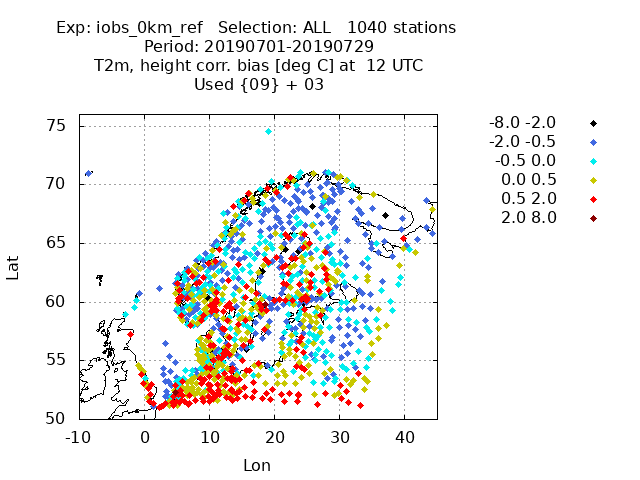 Exp: iobs_0km_ref   Selection: ALL   1040 stations
Period: 20190701-20190729
T2m, height corr. bias [deg C] at  12 UTC
Used {09} + 03
-8.0 -2.0
-2.0 -0.5
-0.5 0.0
0.0 0.5
0.5 2.0
2.0 8.0
75
70
65
60
55
50
Lat
-10 0 10 20 30 40
Lon